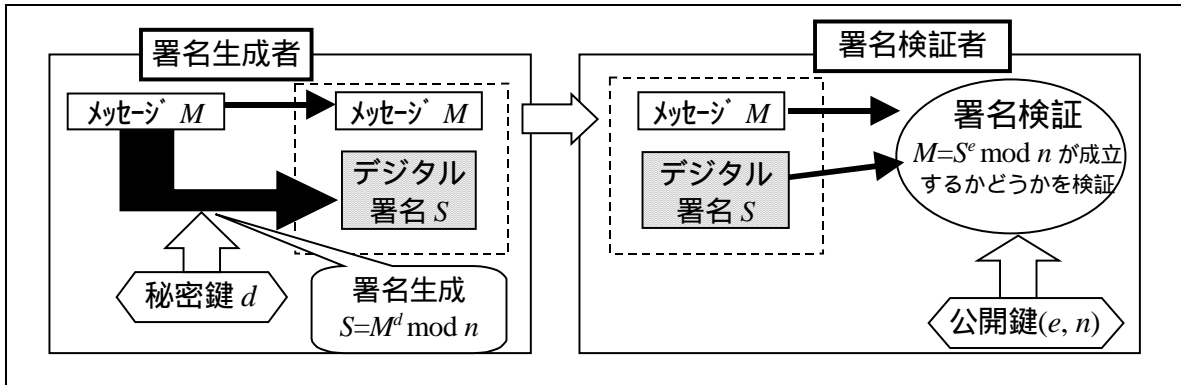 署名生成者
メッセージ M
メッセージ M
デジタル
署名 S
秘密鍵 d
署名生成
S=M^d mod n
署名検証者
メッセージ M
デジタル
署名 S
署名検証
M=S^e mod n が成立
するかどうかを検証
公開鍵(e, n)